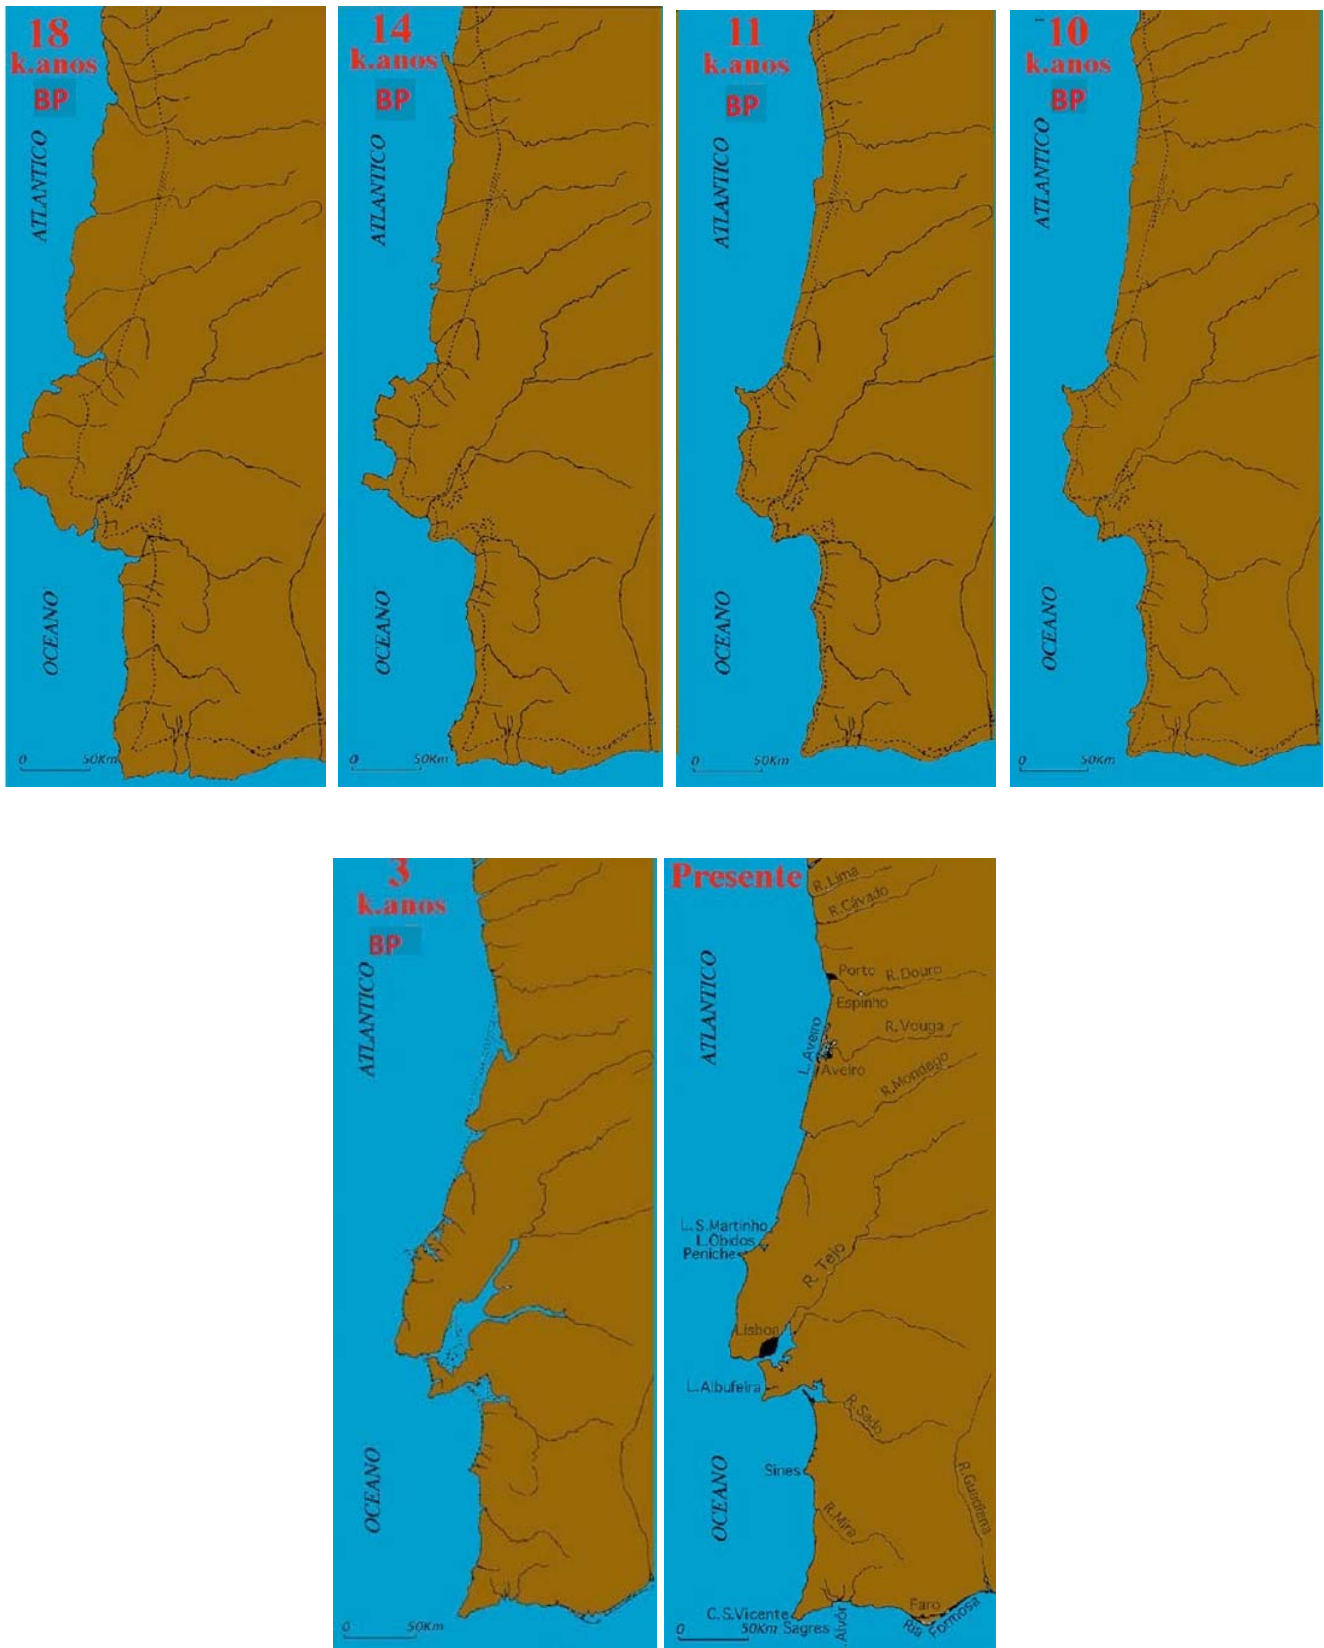 18
k.anos
BP
ATLANTICO
OCEANO
0 50Km
14
k.anos
BP
ATLANTICO
OCEANO
0 50Km
11
k.anos
BP
ATLANTICO
OCEANO
0 50Km
10
k.anos
BP
ATLANTICO
OCEANO
0 50Km
3
k.anos
BP
ATLANTICO
OCEANO
0 50Km
Presente
R.Lima
R.Cávado
ATLANTICO
Porto R.Douro
Espinho
R.Vouga
L.Aveiro
Aveiro
R.Mondego
L.S.Martinho
L.Óbidos
Peniche
R. Tejo
Lisboa
L.Albufeira
R.Sado
OCEANO
Sines
R.Guadiena
R.Mira
C.S.Vicente
Sagres
Alvôr
Faro
Ria Formosa
0 50Km